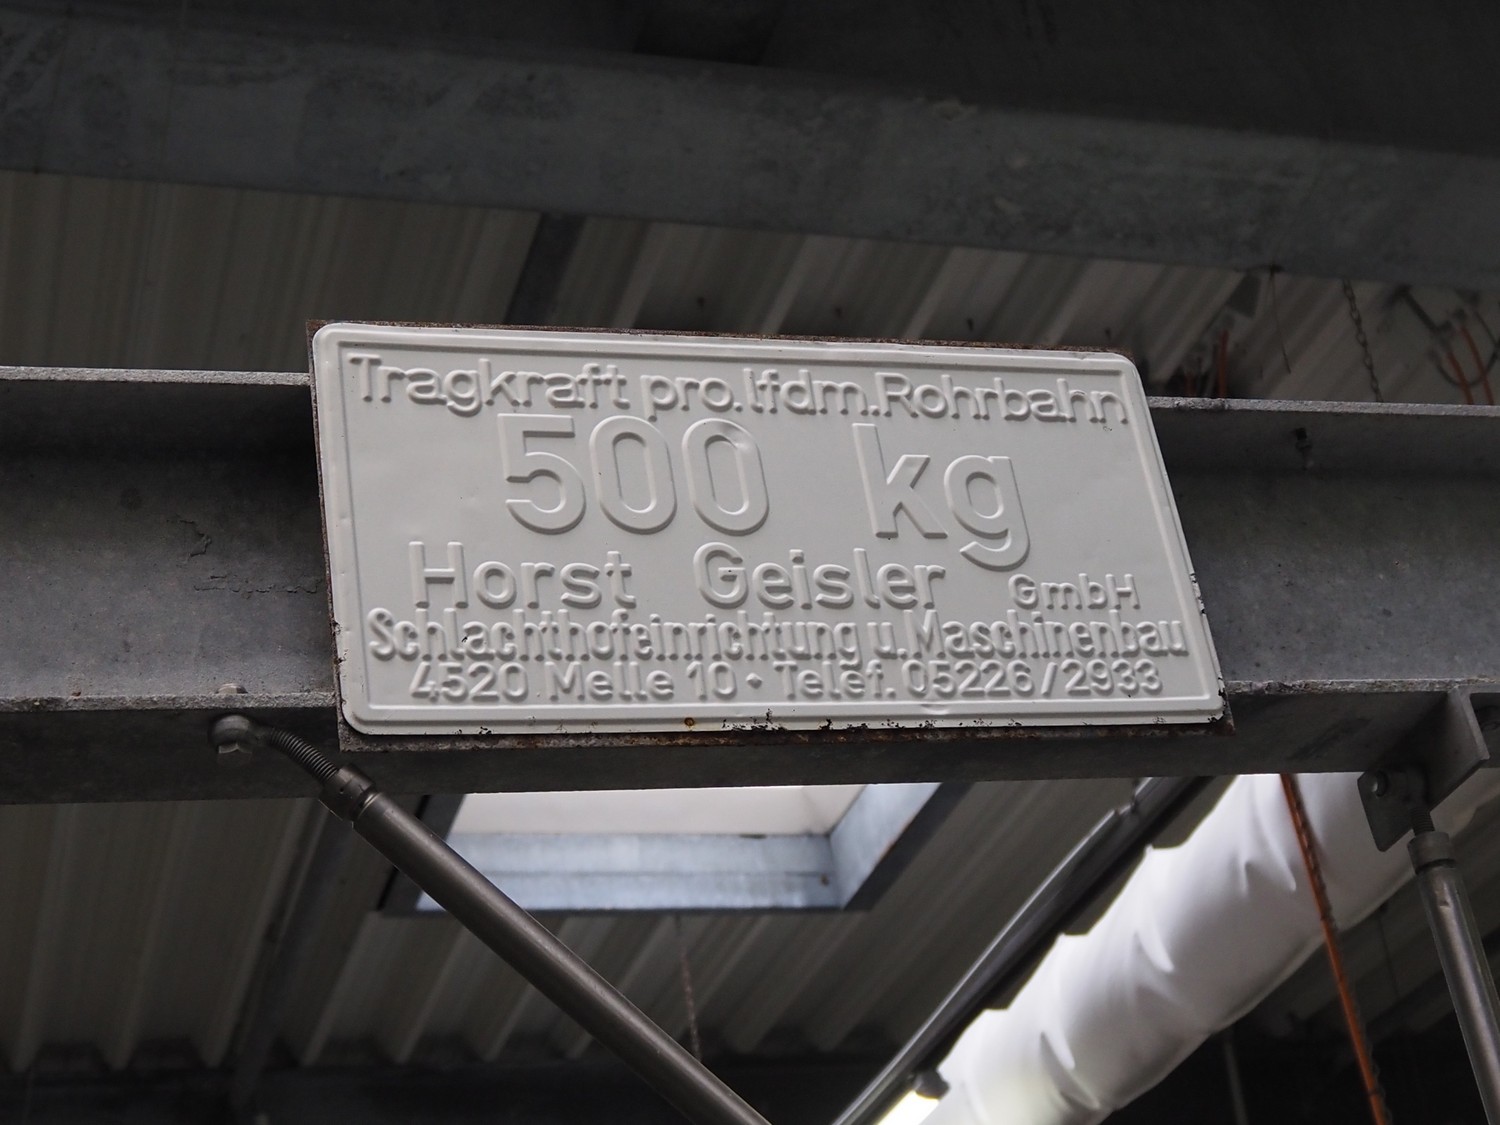 Tragkraft pro.lfdm.Rohrbahn
500 kg
Horst Geisler GmbH
Schlachthofeinrichtung u. Maschinenbau
4520 Melle 10 • Telef. 05226/2933